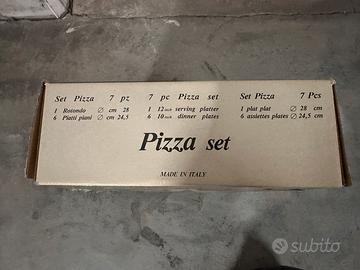 Set Pizza 7 pz
1 Rotondo ∅ cm 28
6 Piatti piani ∅ cm 24,5
7 pc Pizza set
1 12 inch serving platter
6 10 inch dinner plates
Set Pizza 7 Pcs
1 plat plat ∅ 28 cm
6 assiettes plates ∅ 24,5 cm
Pizza set
MADE IN ITALY
subito